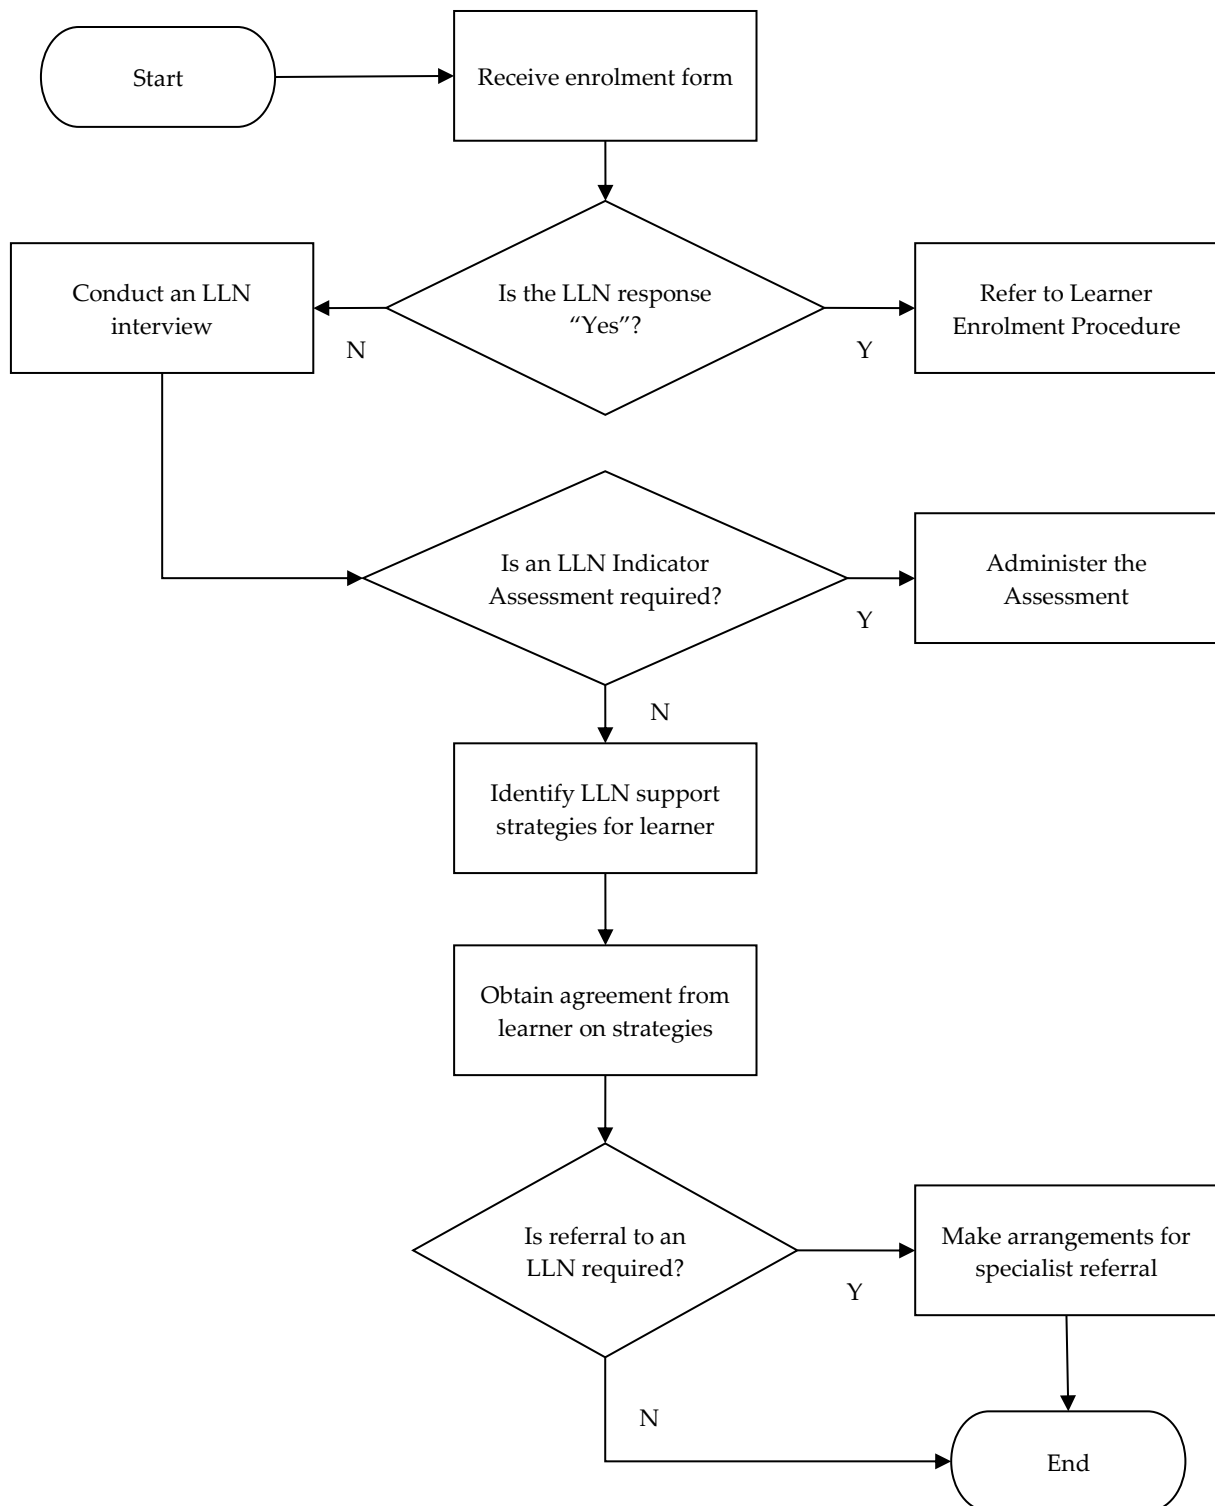 Start
Receive enrolment form
Conduct an LLN
interview
Is the LLN response
“Yes”?
Refer to Learner
Enrolment Procedure
N
Y
Is an LLN Indicator
Assessment required?
Administer the
Assessment
Y
N
Identify LLN support
strategies for learner
Obtain agreement from
learner on strategies
Is referral to an
LLN required?
Make arrangements for
specialist referral
Y
N
End